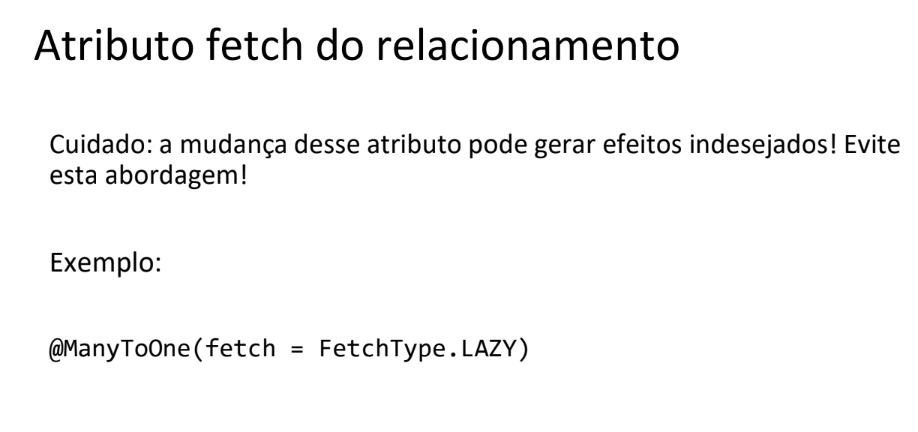 Atributo fetch do relacionamento
Cuidado: a mudança desse atributo pode gerar efeitos indesejados! Evite
esta abordagem!
Exemplo:
@ManyToOne(fetch = FetchType.LAZY)